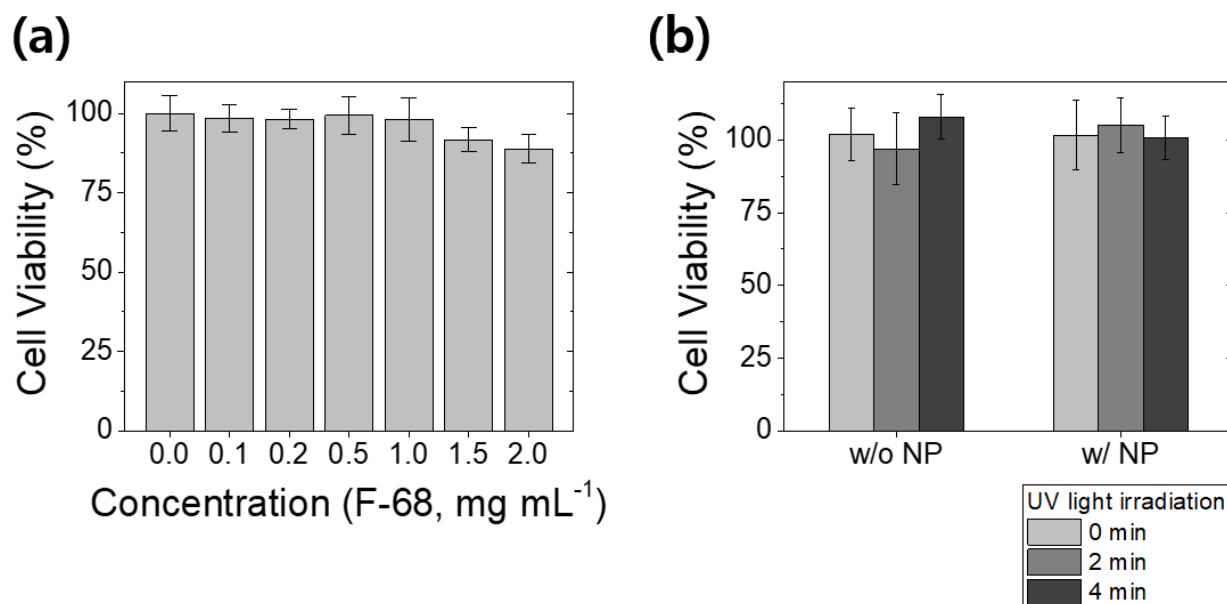 (a)
Cell Viability (%)
100
75
50
25
0
0.0 0.1 0.2 0.5 1.0 1.5 2.0
Concentration (F-68, mg mL⁻¹)
(b)
Cell Viability (%)
100
75
50
25
0
w/o NP w/ NP
UV light irradiation
0 min
2 min
4 min